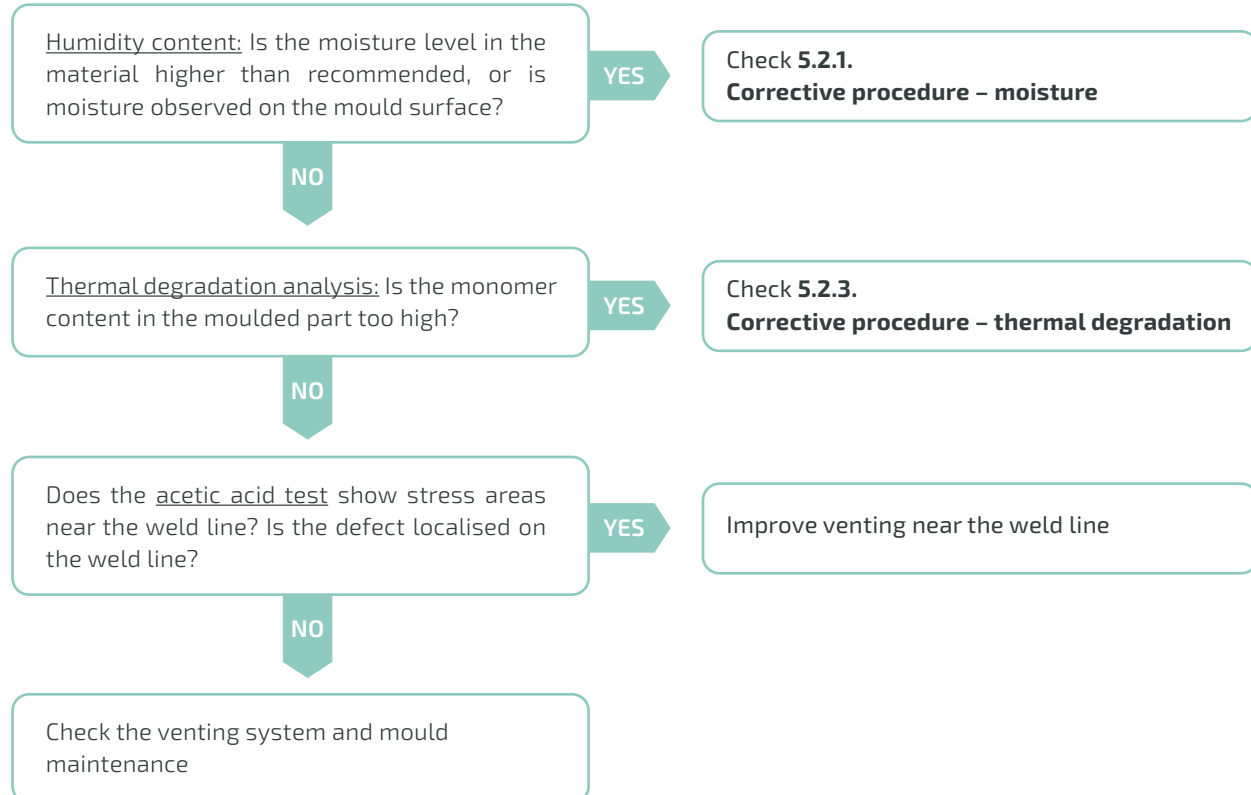 Humidity content: Is the moisture level in the
material higher than recommended, or is
moisture observed on the mould surface?
YES
Check 5.2.1.
Corrective procedure – moisture
NO
Thermal degradation analysis: Is the monomer
content in the moulded part too high?
YES
Check 5.2.3.
Corrective procedure – thermal degradation
NO
Does the acetic acid test show stress areas
near the weld line? Is the defect localised on
the weld line?
YES
Improve venting near the weld line
NO
Check the venting system and mould
maintenance